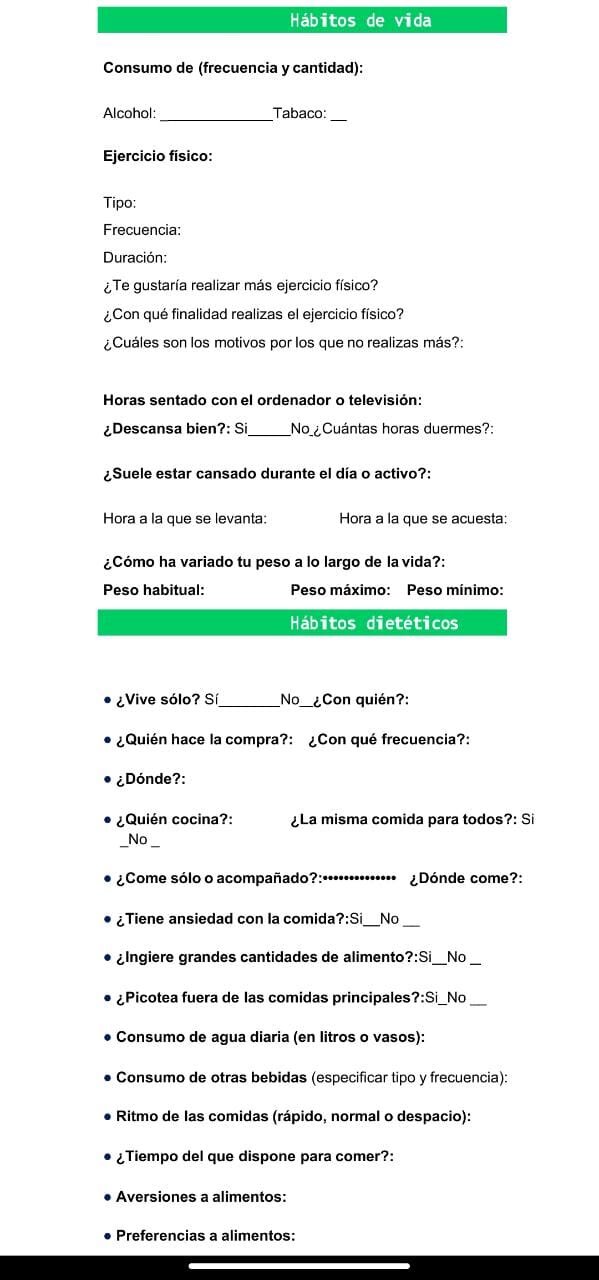 Hábitos de vida
Consumo de (frecuencia y cantidad):
Alcohol: ______________Tabaco: __
Ejercicio físico:
Tipo:
Frecuencia:
Duración:
¿Te gustaría realizar más ejercicio físico?
¿Con qué finalidad realizas el ejercicio físico?
¿Cuáles son los motivos por los que no realizas más?:
Horas sentado con el ordenador o televisión:
¿Descansa bien?: Si_____No_¿Cuántas horas duermes?:
¿Suele estar cansado durante el día o activo?:
Hora a la que se levanta: Hora a la que se acuesta:
¿Cómo ha variado tu peso a lo largo de la vida?:
Peso habitual: Peso máximo: Peso mínimo:
Hábitos dietéticos
• ¿Vive sólo? Sí_______No__¿Con quién?:
• ¿Quién hace la compra?: ¿Con qué frecuencia?:
• ¿Dónde?:
• ¿Quién cocina?: ¿La misma comida para todos?: Si
_No _
• ¿Come sólo o acompañado?:•••••••••••••• ¿Dónde come?:
• ¿Tiene ansiedad con la comida?:Si__No __
• ¿Ingiere grandes cantidades de alimento?:Si__No _
• ¿Picotea fuera de las comidas principales?:Si_No __
• Consumo de agua diaria (en litros o vasos):
• Consumo de otras bebidas (especificar tipo y frecuencia):
• Ritmo de las comidas (rápido, normal o despacio):
• ¿Tiempo del que dispone para comer?:
• Aversiones a alimentos:
• Preferencias a alimentos: